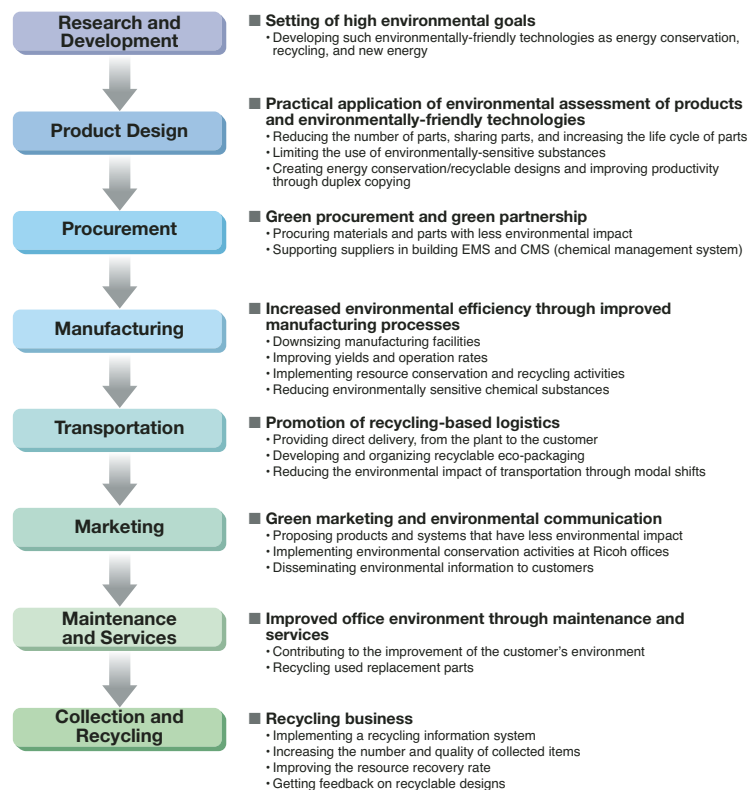 Research and
Development
■ Setting of high environmental goals
・Developing such environmentally-friendly technologies as energy conservation,
recycling, and new energy
Product Design
■ Practical application of environmental assessment of products
and environmentally-friendly technologies
・Reducing the number of parts, sharing parts, and increasing the life cycle of parts
・Limiting the use of environmentally-sensitive substances
・Creating energy conservation/recyclable designs and improving productivity
through duplex copying
Procurement
■ Green procurement and green partnership
・Procuring materials and parts with less environmental impact
・Supporting suppliers in building EMS and CMS (chemical management system)
Manufacturing
■ Increased environmental efficiency through improved
manufacturing processes
・Downsizing manufacturing facilities
・Improving yields and operation rates
・Implementing resource conservation and recycling activities
・Reducing environmentally sensitive chemical substances
Transportation
■ Promotion of recycling-based logistics
・Providing direct delivery, from the plant to the customer
・Developing and organizing recyclable eco-packaging
・Reducing the environmental impact of transportation through modal shifts
Marketing
■ Green marketing and environmental communication
・Proposing products and systems that have less environmental impact
・Implementing environmental conservation activities at Ricoh offices
・Disseminating environmental information to customers
Maintenance
and Services
■ Improved office environment through maintenance and
services
・Contributing to the improvement of the customer's environment
・Recycling used replacement parts
Collection and
Recycling
■ Recycling business
・Implementing a recycling information system
・Increasing the number and quality of collected items
・Improving the resource recovery rate
・Getting feedback on recyclable designs